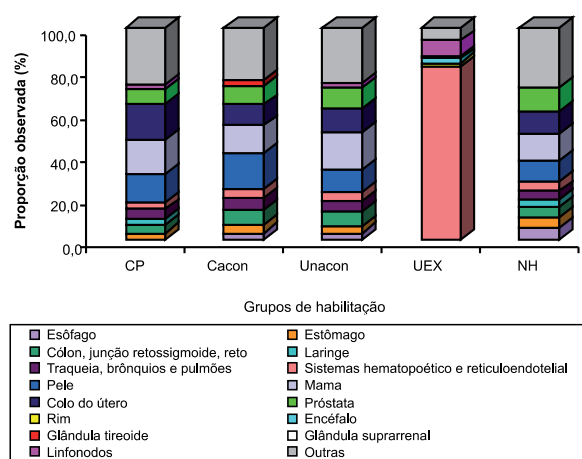 Proporção observada (%)
100,0
80,0
60,0
40,0
20,0
0,0
CP Cacon Unacon UEX NH
Grupos de habilitação
Esôfago Estômago
Cólon, junção retossigmoide, reto Laringe
Traqueia, brônquios e pulmões Sistemas hematopoético e reticuloendotelial
Pele Mama
Colo do útero Próstata
Rim Encéfalo
Glândula tireoide Glândula suprarrenal
Linfonodos Outras